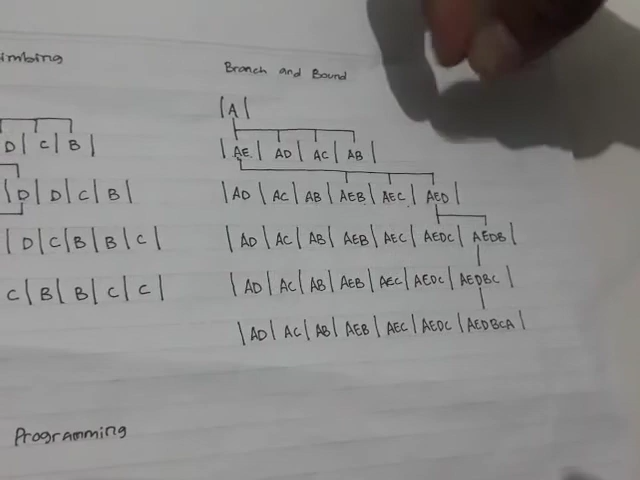 imbing
D | C | B |
| D | D | C | B |
| D | C | B | B | C |
C | B | B | C | C |
Branch and Bound
| A |
| AE | AD | AC | AB |
| AD | AC | AB | AEB | AEC | AED |
| AD | AC | AB | AEB | AEC | AEDC | AEDB |
| AD | AC | AB | AEB | AEC | AEDC | AEDBC |
| AD | AC | AB | AEB | AEC | AEDC | AEDBCA |
Programming